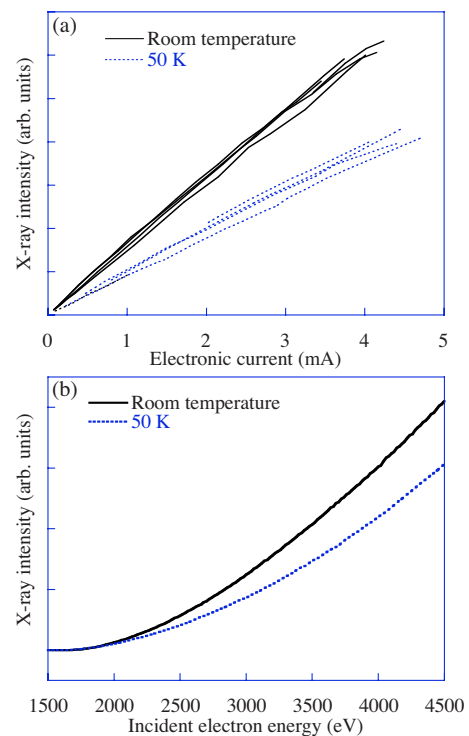 (a)
Room temperature
50 K
X-ray intensity (arb. units)
0 1 2 3 4 5
Electronic current (mA)
(b)
Room temperature
50 K
X-ray intensity (arb. units)
1500 2000 2500 3000 3500 4000 4500
Incident electron energy (eV)